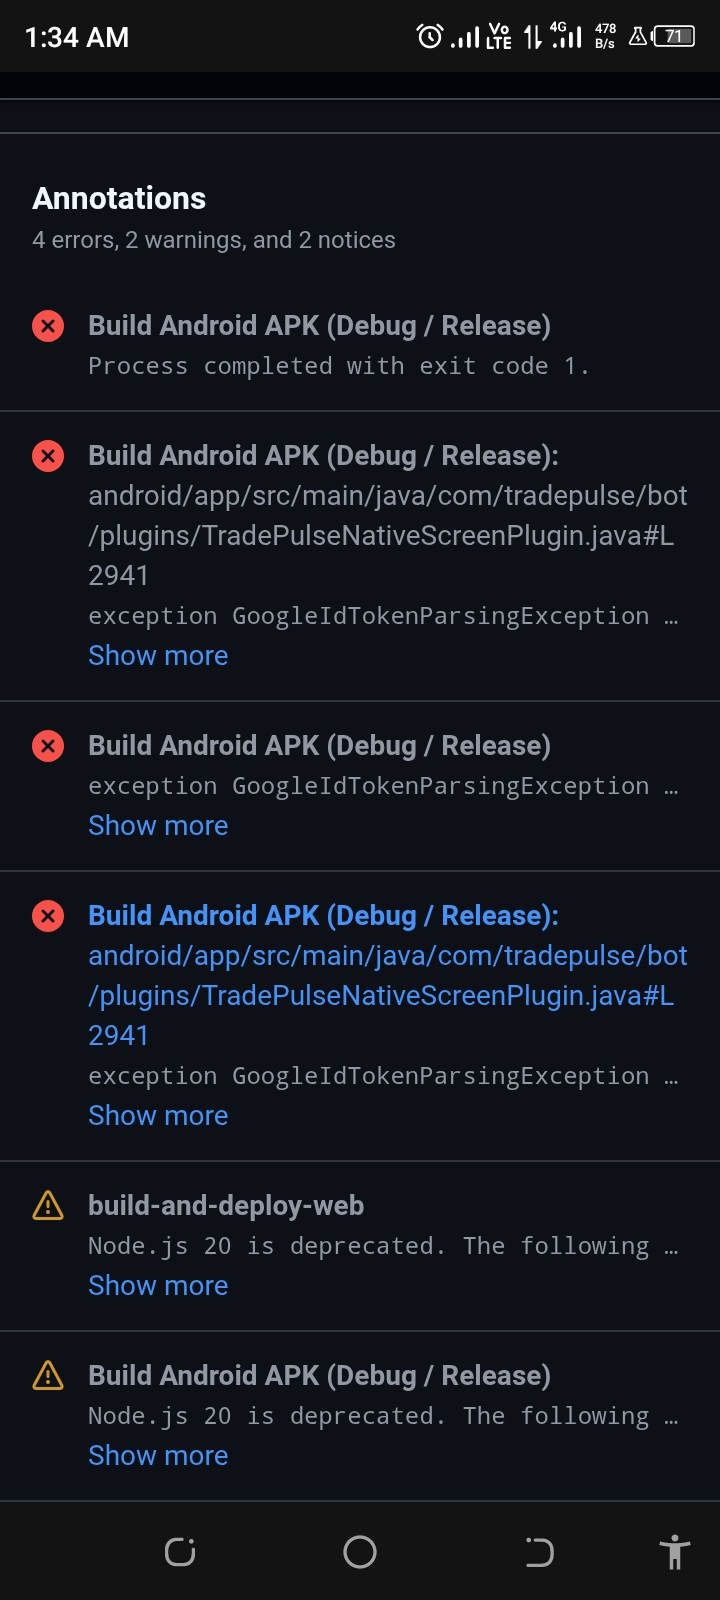 1:34 AM
Vo
LTE
4G
478
B/s
71
Annotations
4 errors, 2 warnings, and 2 notices
Build Android APK (Debug / Release)
Process completed with exit code 1.
Build Android APK (Debug / Release):
android/app/src/main/java/com/tradepulse/bot
/plugins/TradePulseNativeScreenPlugin.java#L
2941
exception GoogleIdTokenParsingException …
Show more
Build Android APK (Debug / Release)
exception GoogleIdTokenParsingException …
Show more
Build Android APK (Debug / Release):
android/app/src/main/java/com/tradepulse/bot
/plugins/TradePulseNativeScreenPlugin.java#L
2941
exception GoogleIdTokenParsingException …
Show more
build-and-deploy-web
Node.js 20 is deprecated. The following …
Show more
Build Android APK (Debug / Release)
Node.js 20 is deprecated. The following …
Show more